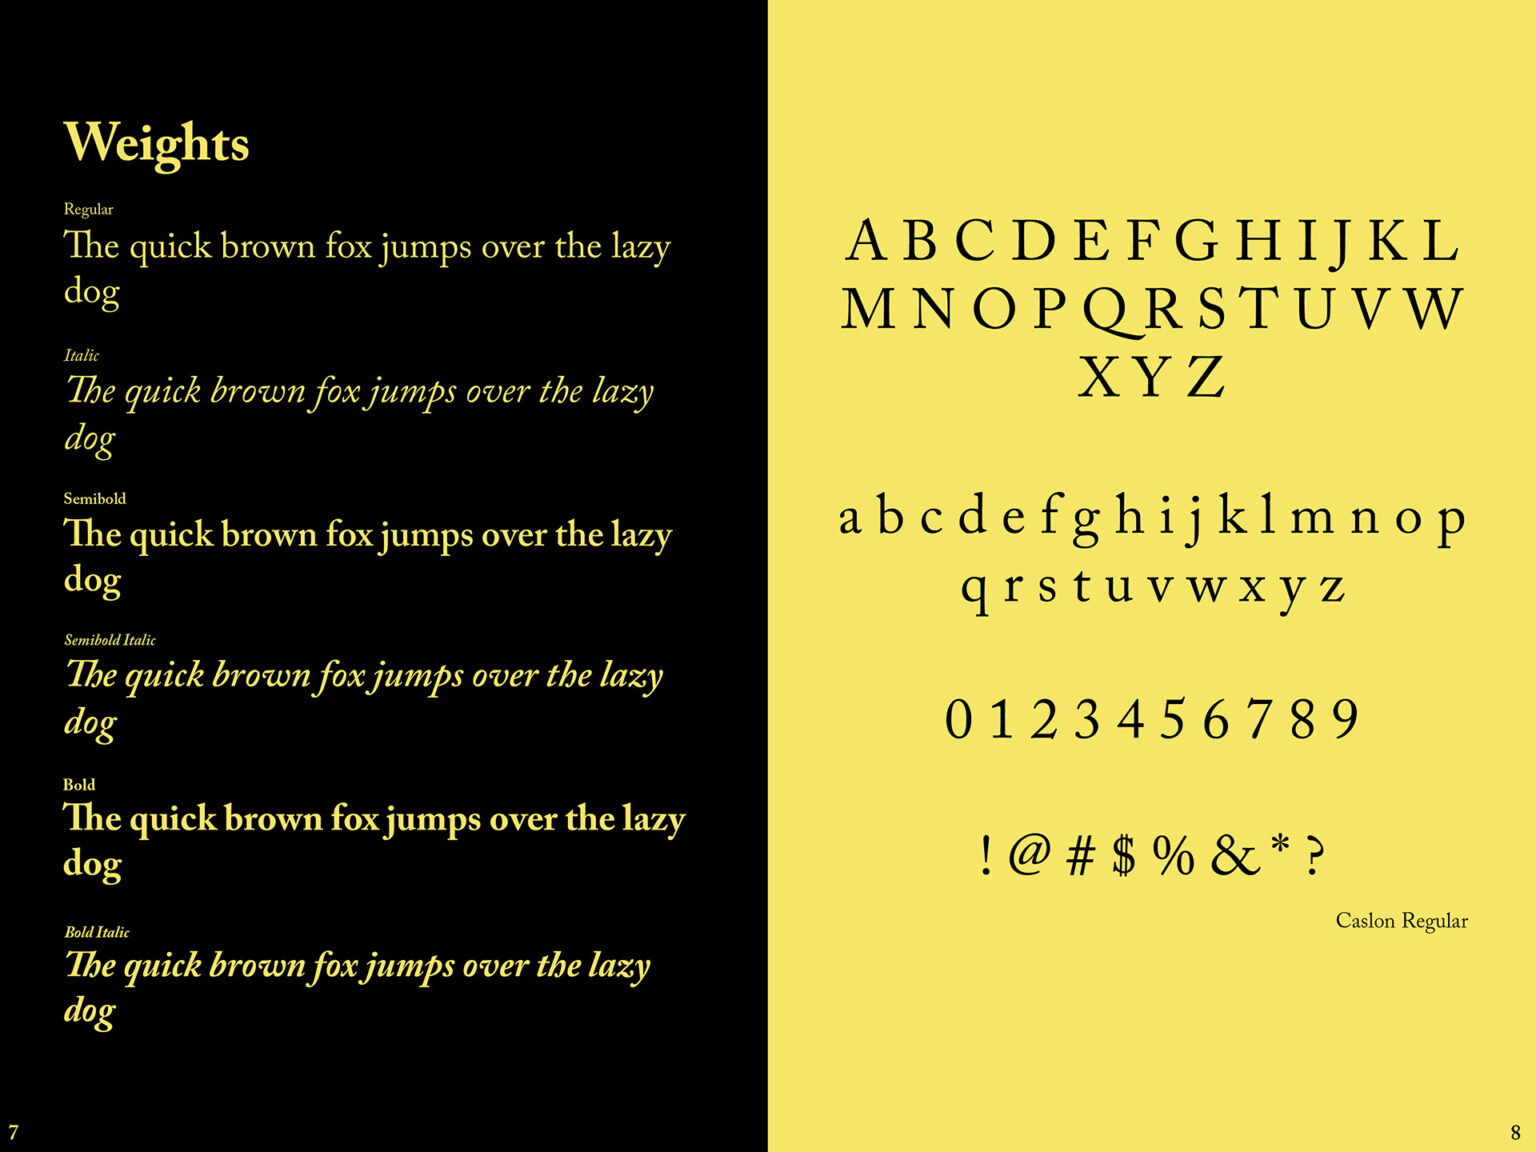 Weights
Regular
The quick brown fox jumps over the lazy
dog
Italic
The quick brown fox jumps over the lazy
dog
Semibold
The quick brown fox jumps over the lazy
dog
Semibold Italic
The quick brown fox jumps over the lazy
dog
Bold
The quick brown fox jumps over the lazy
dog
Bold Italic
The quick brown fox jumps over the lazy
dog
7
A B C D E F G H I J K L
M N O P Q R S T U V W
X Y Z
a b c d e f g h i j k l m n o p
q r s t u v w x y z
0 1 2 3 4 5 6 7 8 9
! @ # $ % & * ?
Caslon Regular
8